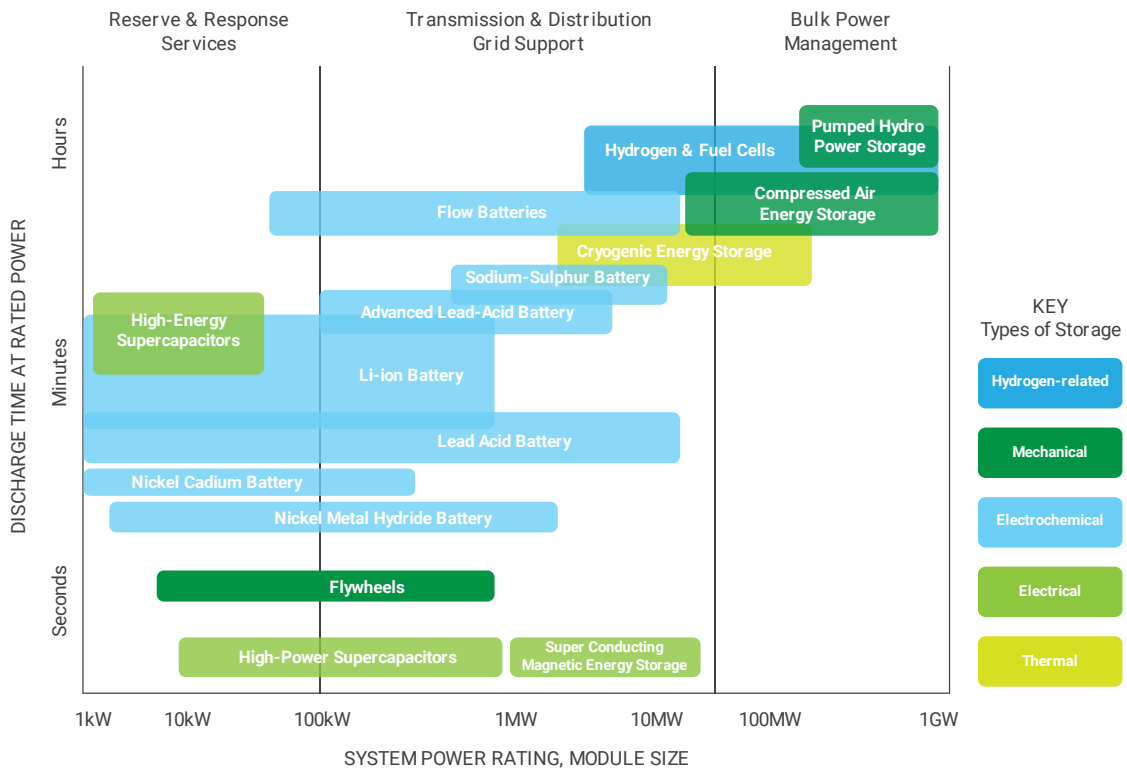 Reserve & Response
Services
Transmission & Distribution
Grid Support
Bulk Power
Management
DISCHARGE TIME AT RATED POWER
Hours
Minutes
Seconds
Pumped Hydro
Power Storage
Hydrogen & Fuel Cells
Compressed Air
Energy Storage
Flow Batteries
Cryogenic Energy Storage
Sodium-Sulphur Battery
Advanced Lead-Acid Battery
High-Energy
Supercapacitors
Li-ion Battery
Lead Acid Battery
Nickel Cadium Battery
Nickel Metal Hydride Battery
Flywheels
High-Power Supercapacitors
Super Conducting
Magnetic Energy Storage
1kW
10kW
100kW
1MW
10MW
100MW
1GW
SYSTEM POWER RATING, MODULE SIZE
KEY
Types of Storage
Hydrogen-related
Mechanical
Electrochemical
Electrical
Thermal